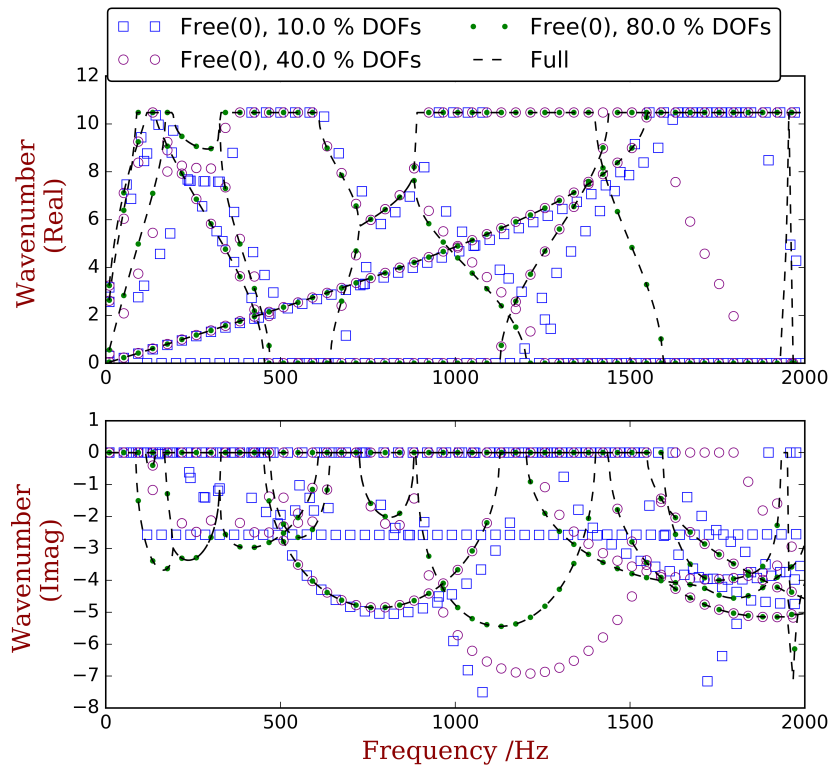 Free(0), 10.0 % DOFs
Free(0), 80.0 % DOFs
Free(0), 40.0 % DOFs
Full
12
10
8
6
4
2
0
Wavenumber
(Real)
0 500 1000 1500 2000
1
0
−1
−2
−3
−4
−5
−6
−7
−8
Wavenumber
(Imag)
0 500 1000 1500 2000
Frequency /Hz